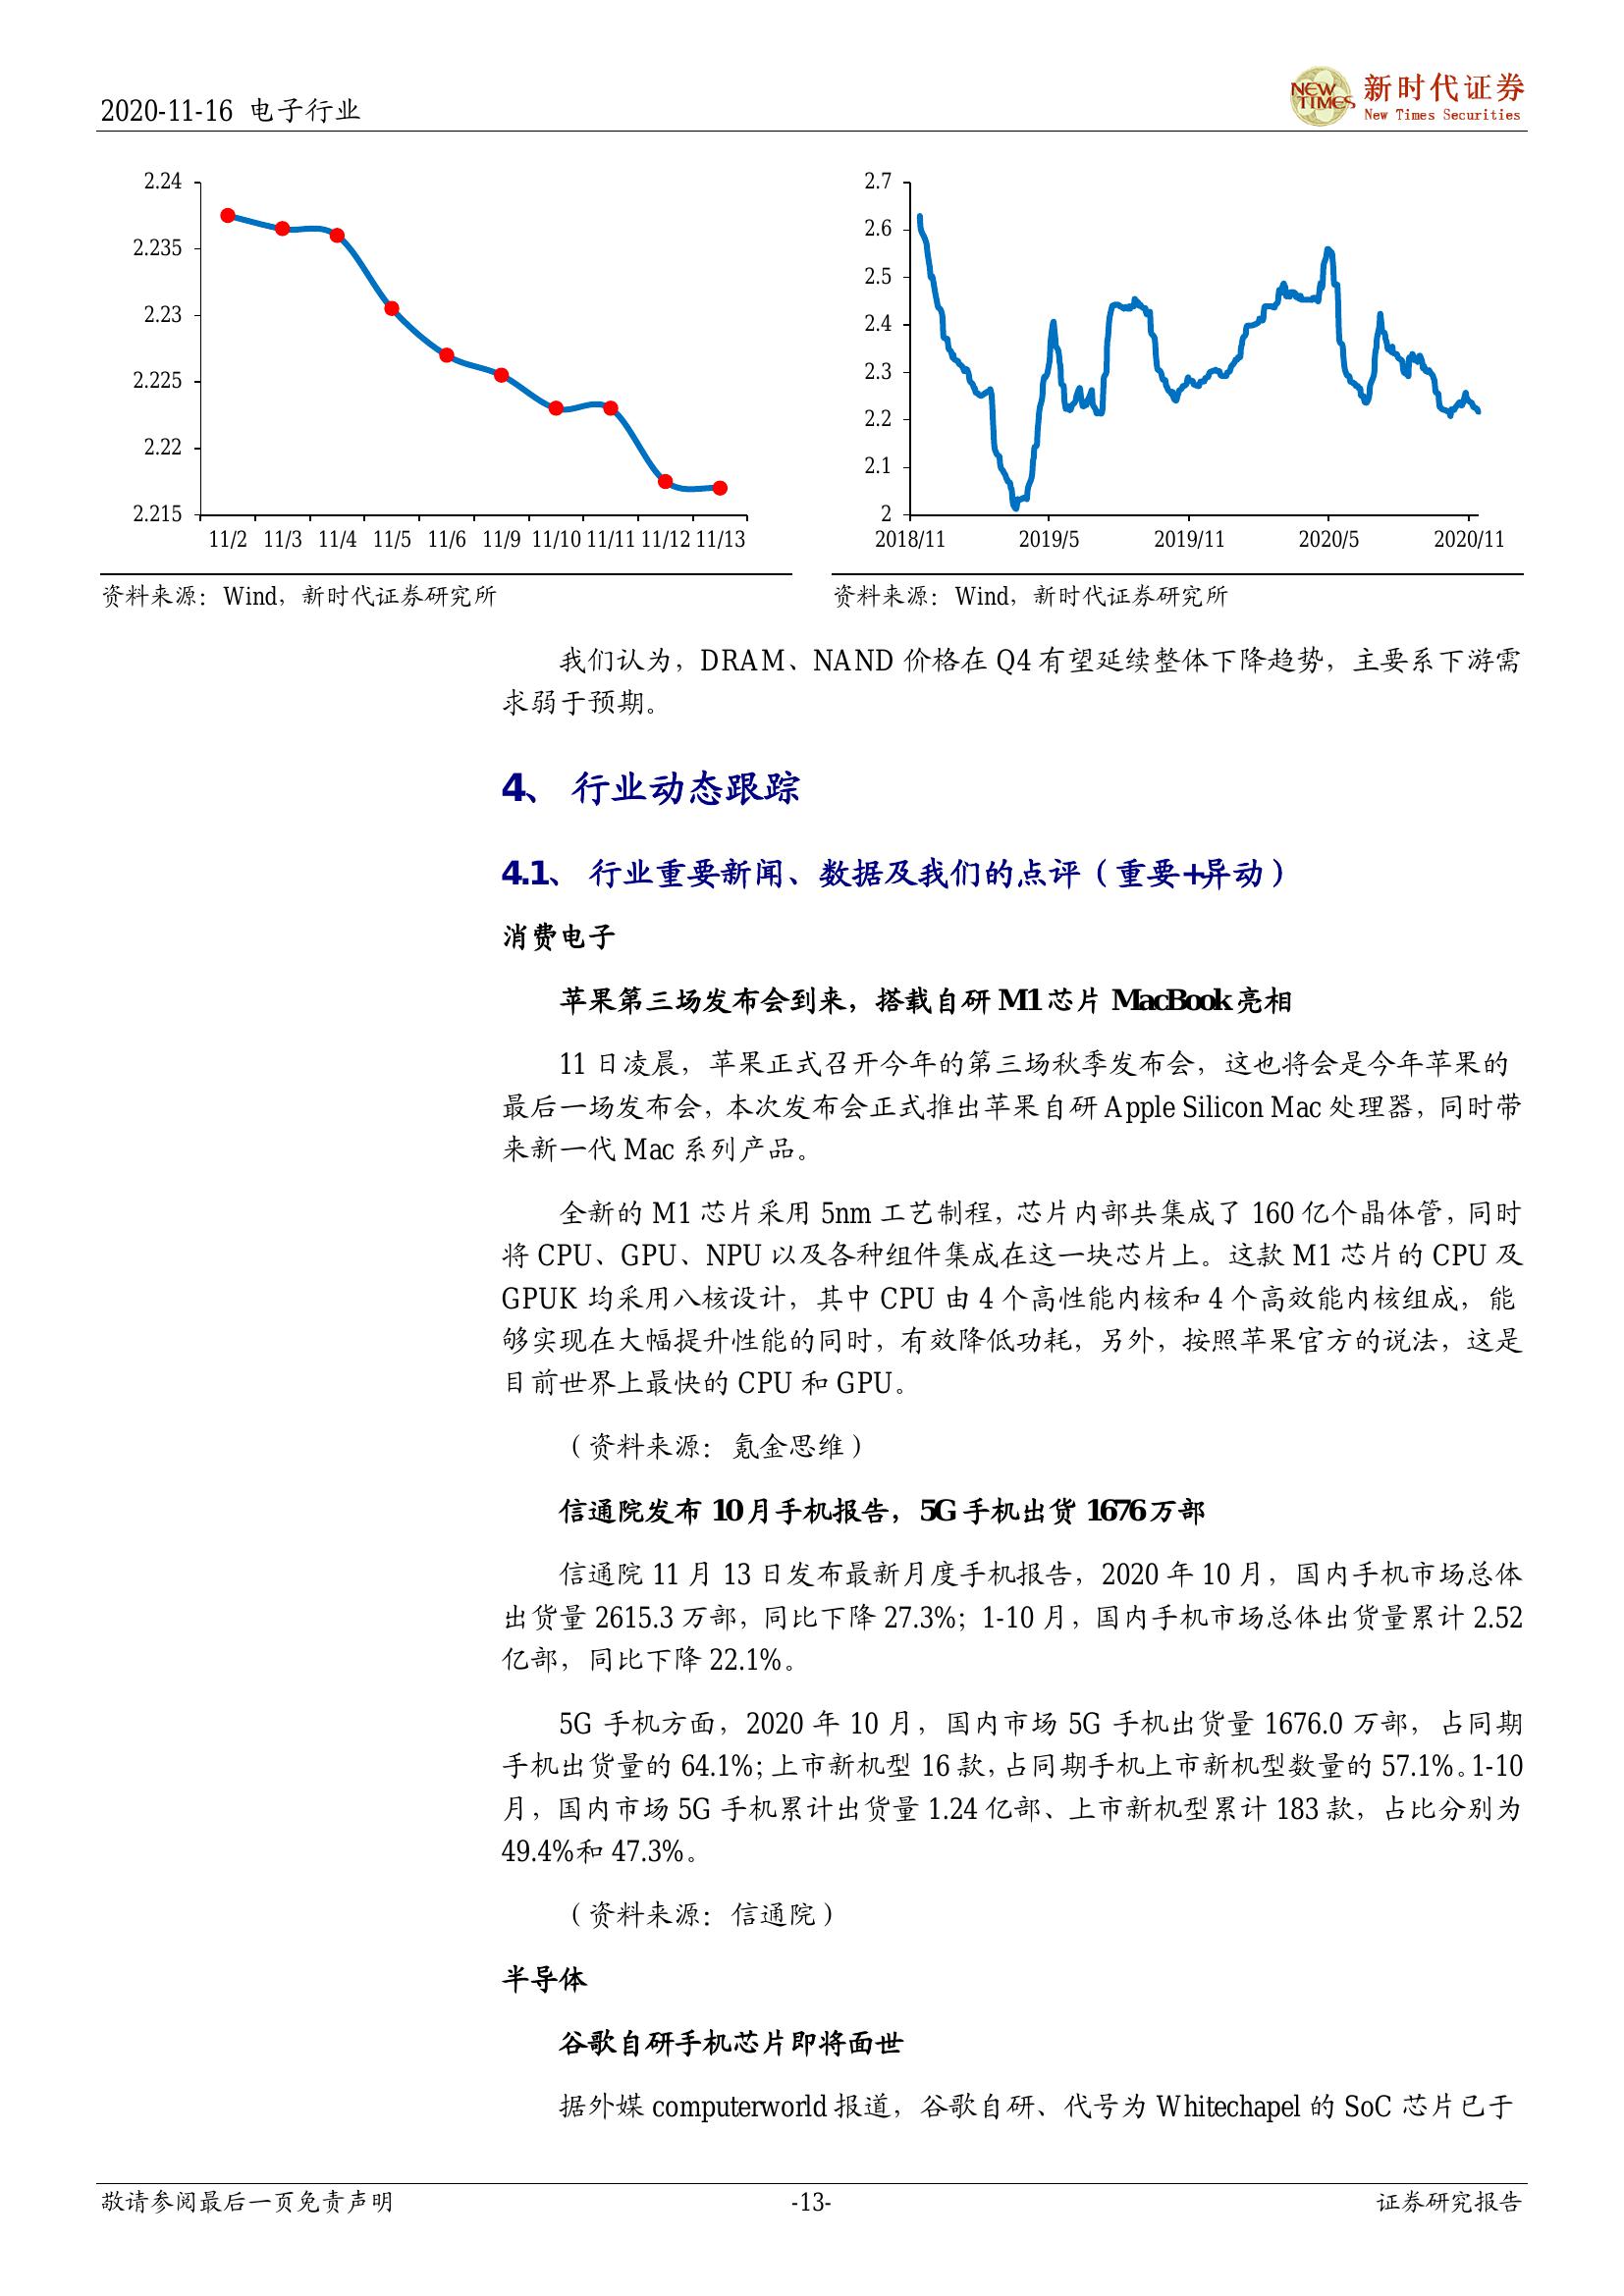 2020-11-16 电子行业
NEW TIMES 新时代证券
New Times Securities
2.24
2.235
2.23
2.225
2.22
2.215
11/2 11/3 11/4 11/5 11/6 11/9 11/10 11/11 11/12 11/13
2.7
2.6
2.5
2.4
2.3
2.2
2.1
2
2018/11 2019/5 2019/11 2020/5 2020/11
资料来源：Wind，新时代证券研究所
资料来源：Wind，新时代证券研究所
我们认为，DRAM、NAND 价格在 Q4 有望延续整体下降趋势，主要系下游需
求弱于预期。
4、 行业动态跟踪
4.1、 行业重要新闻、数据及我们的点评（重要+异动）
消费电子
苹果第三场发布会到来，搭载自研 M1 芯片 MacBook 亮相
11 日凌晨，苹果正式召开今年的第三场秋季发布会，这也将会是今年苹果的
最后一场发布会，本次发布会正式推出苹果自研 Apple Silicon Mac 处理器，同时带
来新一代 Mac 系列产品。
全新的 M1 芯片采用 5nm 工艺制程，芯片内部共集成了 160 亿个晶体管，同时
将 CPU、GPU、NPU 以及各种组件集成在这一块芯片上。这款 M1 芯片的 CPU 及
GPUK 均采用八核设计，其中 CPU 由 4 个高性能内核和 4 个高效能内核组成，能
够实现在大幅提升性能的同时，有效降低功耗，另外，按照苹果官方的说法，这是
目前世界上最快的 CPU 和 GPU。
（资料来源：氪金思维）
信通院发布 10 月手机报告，5G 手机出货 1676 万部
信通院 11 月 13 日发布最新月度手机报告，2020 年 10 月，国内手机市场总体
出货量 2615.3 万部，同比下降 27.3%；1-10 月，国内手机市场总体出货量累计 2.52
亿部，同比下降 22.1%。
5G 手机方面，2020 年 10 月，国内市场 5G 手机出货量 1676.0 万部，占同期
手机出货量的 64.1%；上市新机型 16 款，占同期手机上市新机型数量的 57.1%。1-10
月，国内市场 5G 手机累计出货量 1.24 亿部、上市新机型累计 183 款，占比分别为
49.4%和 47.3%。
（资料来源：信通院）
半导体
谷歌自研手机芯片即将面世
据外媒 computerworld 报道，谷歌自研、代号为 Whitechapel 的 SoC 芯片已于
敬请参阅最后一页免责声明 -13- 证券研究报告